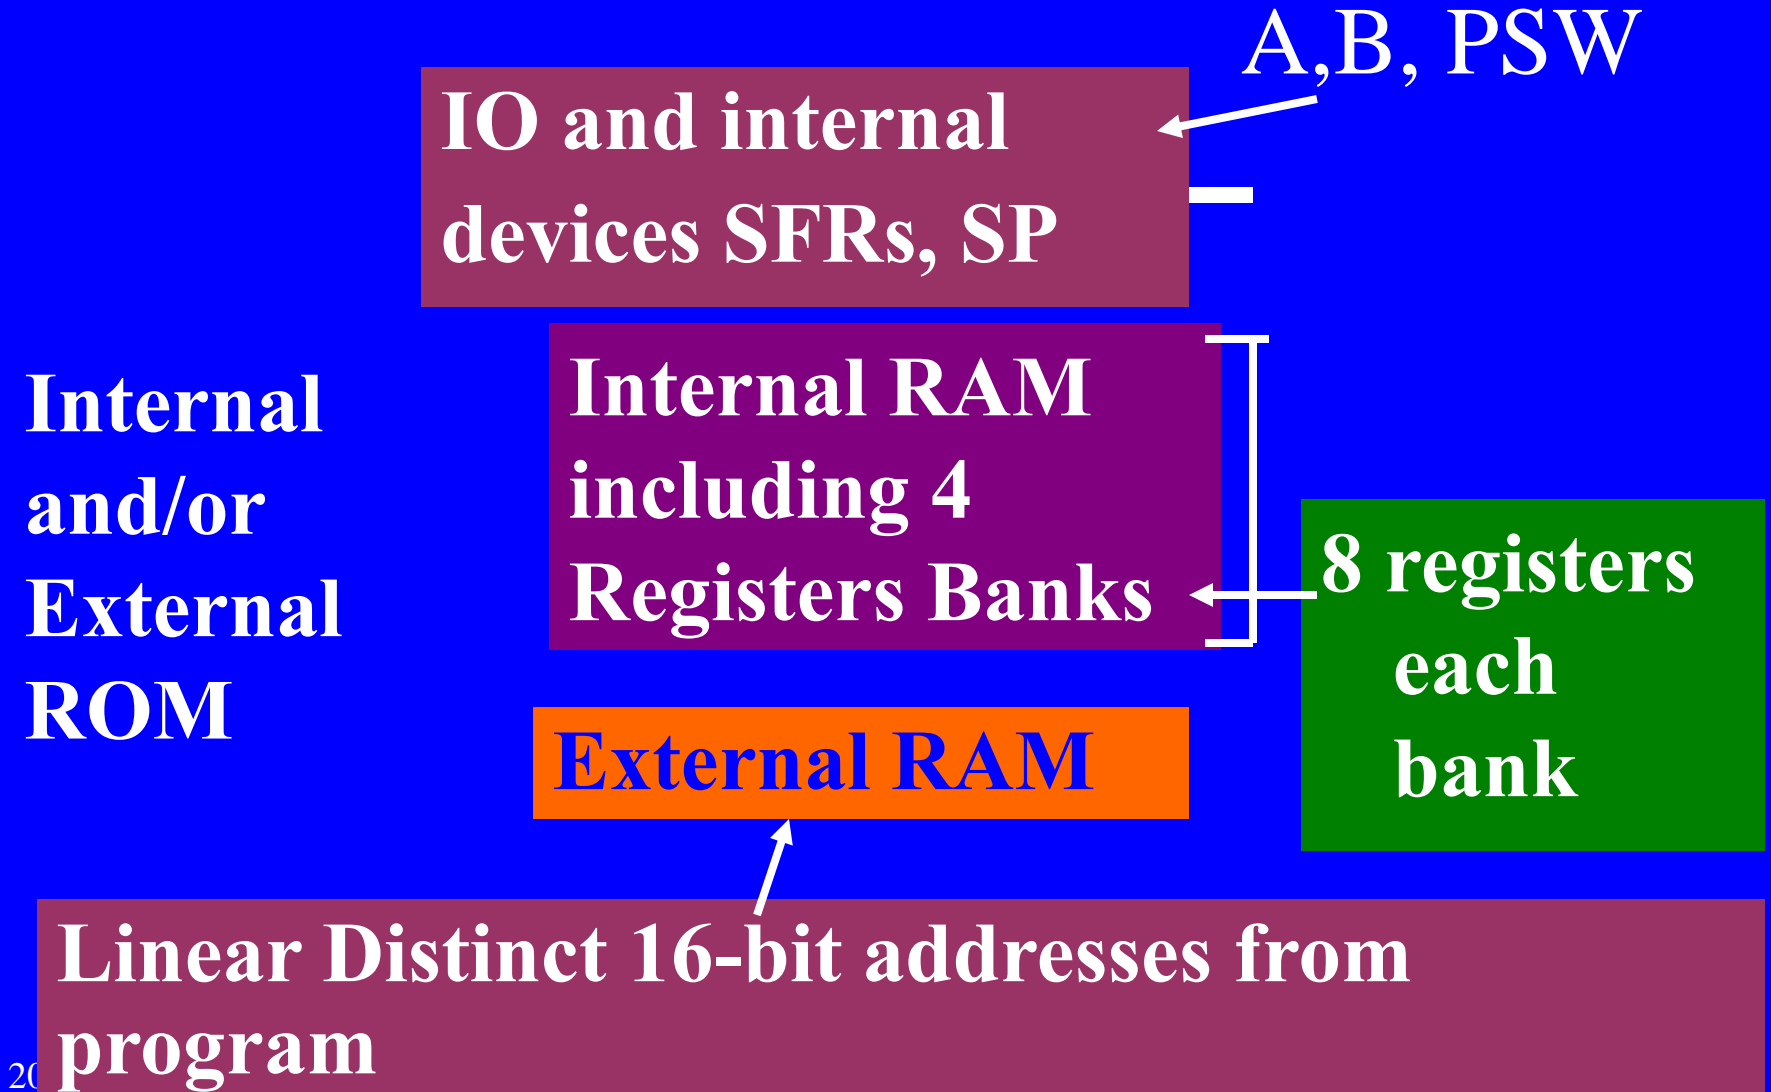 A,B, PSW
IO and internal
devices SFRs, SP
Internal
and/or
External
ROM
Internal RAM
including 4
Registers Banks
8 registers
each
bank
External RAM
Linear Distinct 16-bit addresses from
program